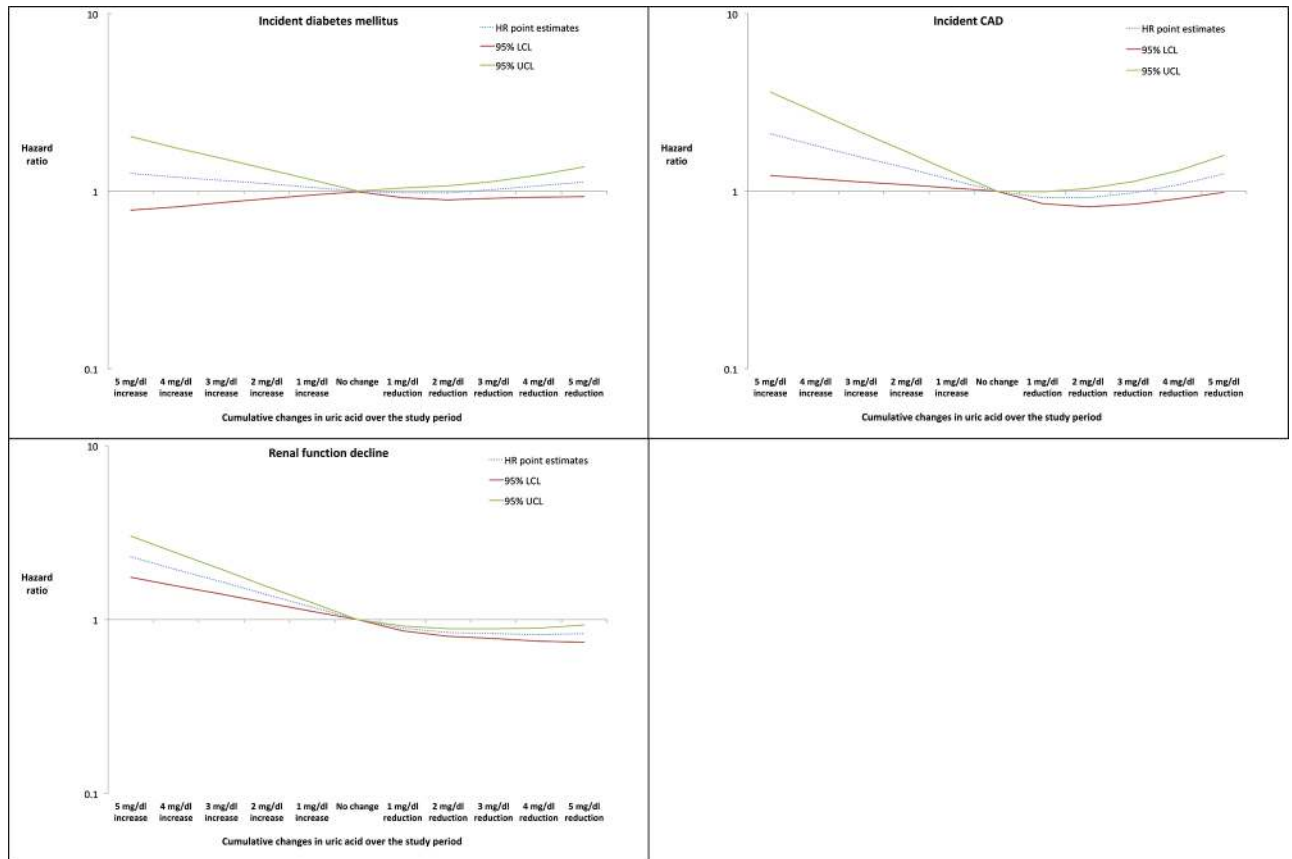 Incident diabetes mellitus
10
HR point estimates
95% LCL
95% UCL
Hazard
ratio
1
0.1
5 mg/dl 4 mg/dl 3 mg/dl 2 mg/dl 1 mg/dl No change 1 mg/dl 2 mg/dl 3 mg/dl 4 mg/dl 5 mg/dl
increase increase increase increase increase reduction reduction reduction reduction reduction
Cumulative changes in uric acid over the study period
Incident CAD
10
HR point estimates
95% LCL
95% UCL
Hazard
ratio
1
0.1
5 mg/dl 4 mg/dl 3 mg/dl 2 mg/dl 1 mg/dl No change 1 mg/dl 2 mg/dl 3 mg/dl 4 mg/dl 5 mg/dl
increase increase increase increase increase reduction reduction reduction reduction reduction
Cumulative changes in uric acid over the study period
Renal function decline
10
HR point estimates
95% LCL
95% UCL
Hazard
ratio
1
0.1
5 mg/dl 4 mg/dl 3 mg/dl 2 mg/dl 1 mg/dl No change 1 mg/dl 2 mg/dl 3 mg/dl 4 mg/dl 5 mg/dl
increase increase increase increase increase reduction reduction reduction reduction reduction
Cumulative changes in uric acid over the study period